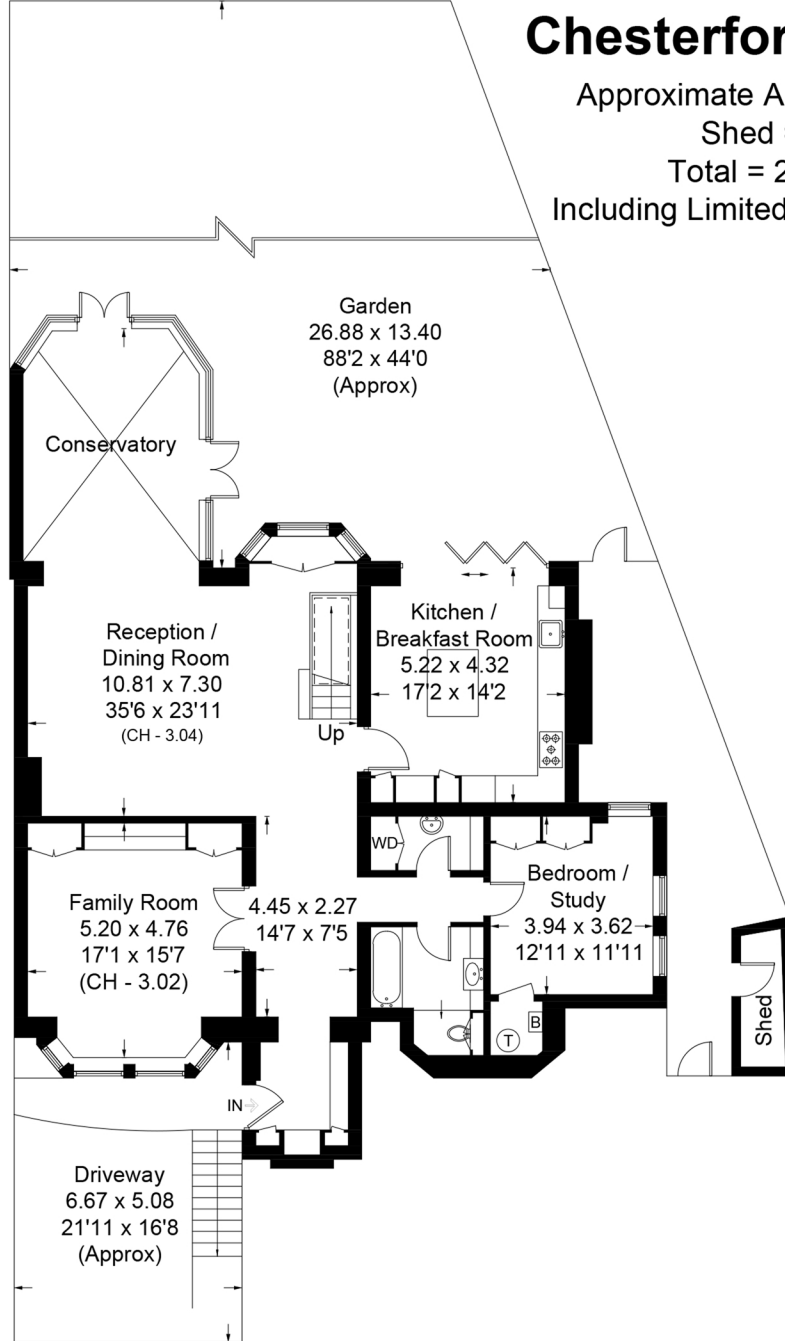 Approximate
Shed
Total =
Including Limited
Garden
26.88 x 13.40
88'2 x 44'0
(Approx)
Conservatory
Reception /
Dining Room
10.81 x 7.30
35'6 x 23'11
(CH - 3.04)
Up
Kitchen /
Breakfast Room
5.22 x 4.32
17'2 x 14'2
WD
Family Room
5.20 x 4.76
17'1 x 15'7
(CH - 3.02)
4.45 x 2.27
14'7 x 7'5
Bedroom /
Study
3.94 x 3.62
12'11 x 11'11
B
T
Shed
IN
Driveway
6.67 x 5.08
21'11 x 16'8
(Approx)